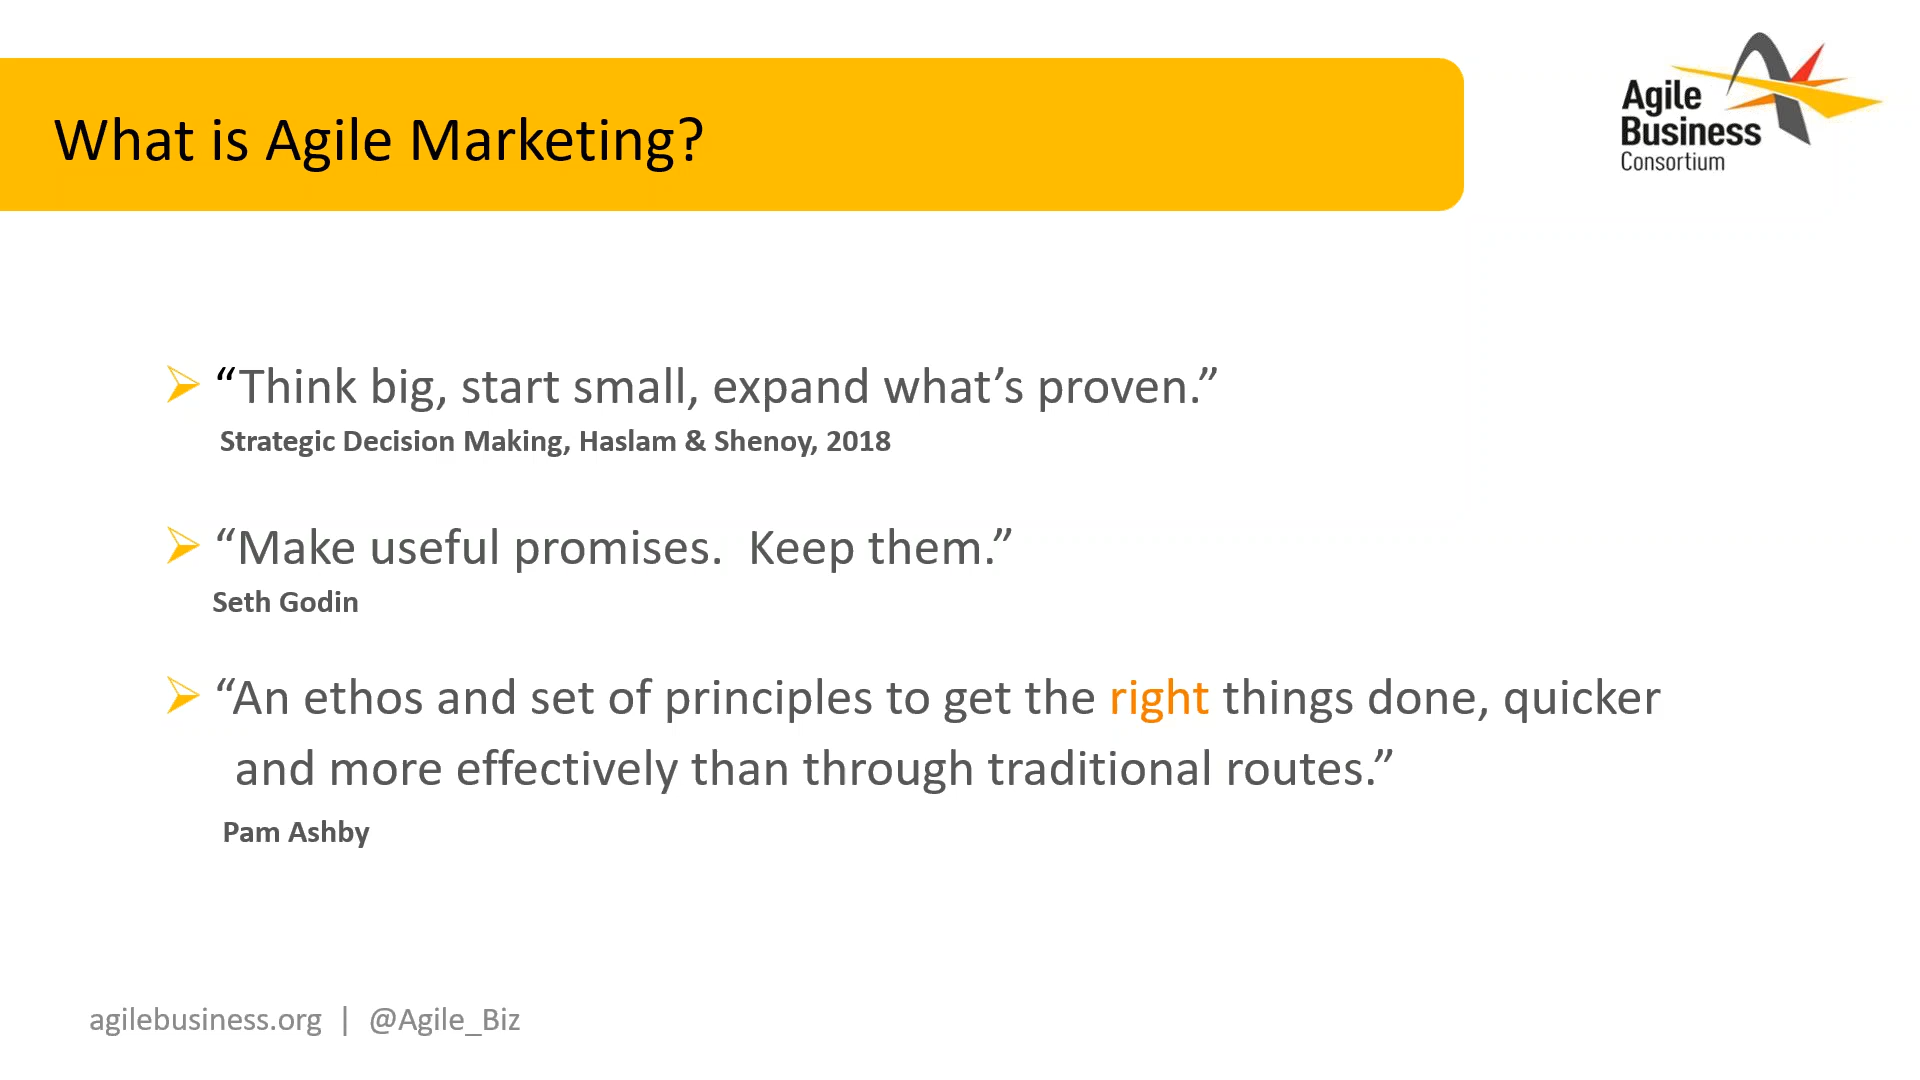 What is Agile Marketing?
Agile
Business
Consortium
“Think big, start small, expand what’s proven.”
Strategic Decision Making, Haslam & Shenoy, 2018
“Make useful promises.  Keep them.”
Seth Godin
“An ethos and set of principles to get the right things done, quicker
and more effectively than through traditional routes.”
Pam Ashby
agilebusiness.org | @Agile_Biz